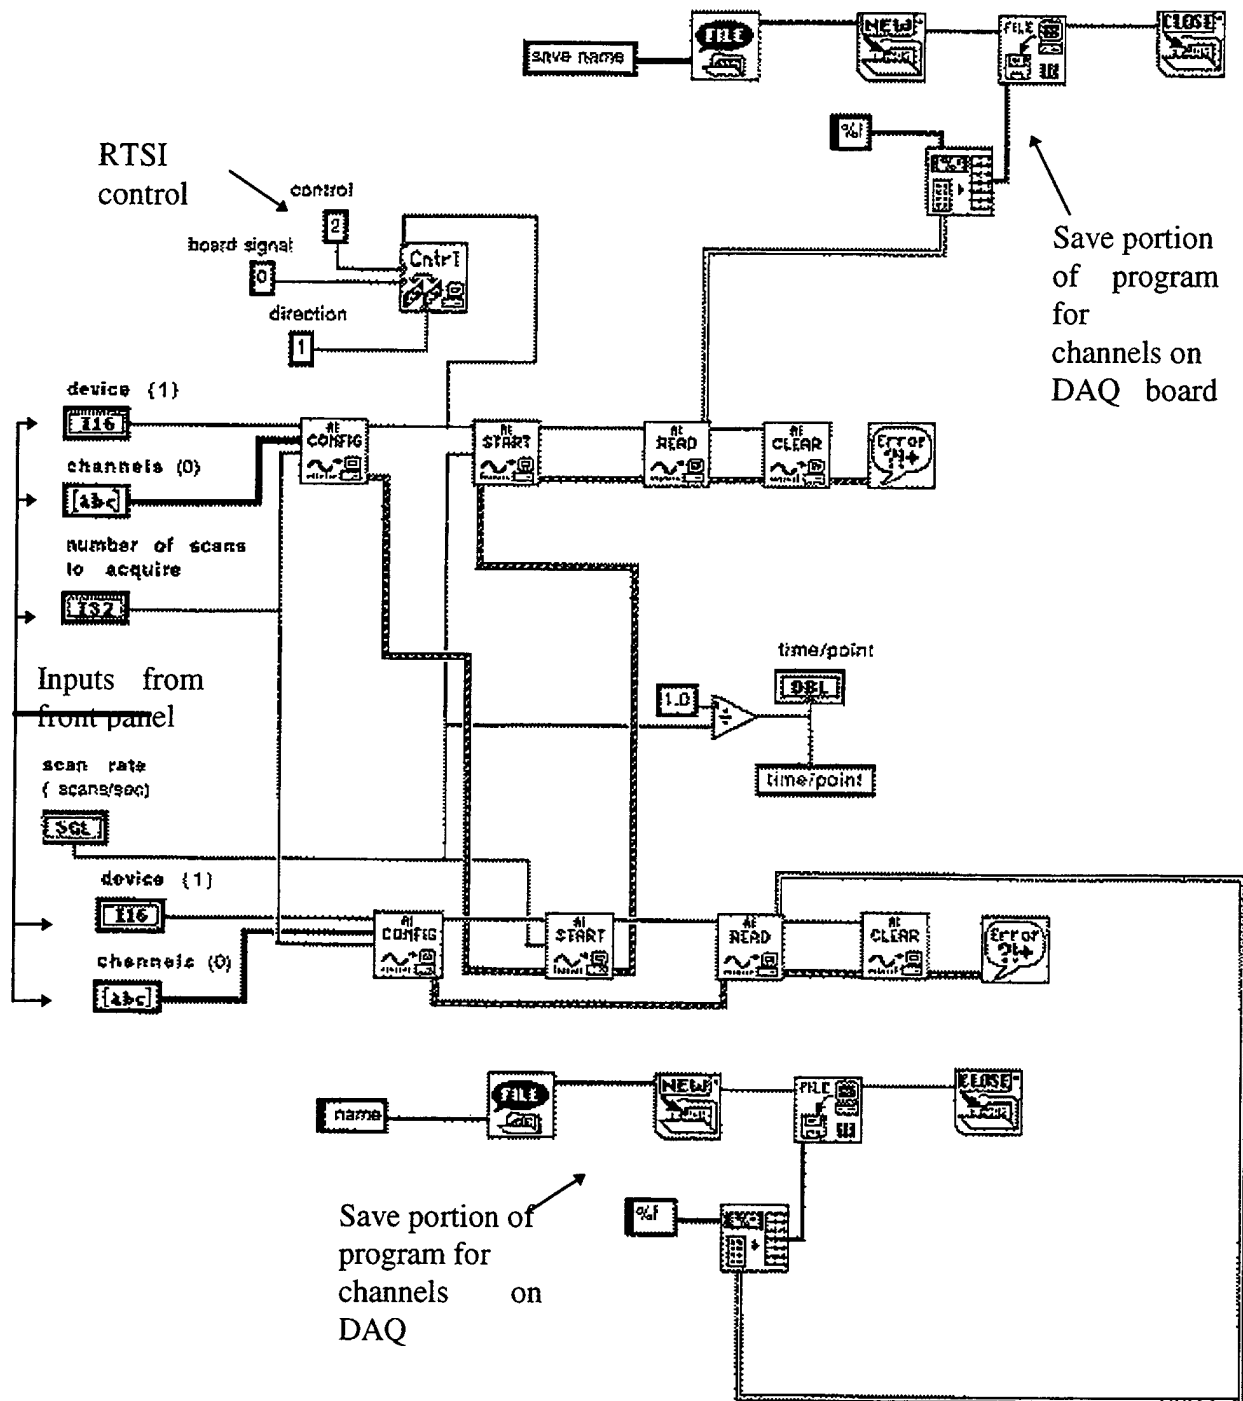 FILE
NEW
FILE
CLOSE
save name
%f
RTSI
control
control
2
board signal
0
Cntrl
direction
1
Save portion
of program
for
channels on
DAQ board
device {1}
I16
AI
CONFIG
AI
START
AI
READ
AI
CLEAR
Error
channels (0)
[abc]
number of scans
to acquire
I32
Inputs from
front panel
time/point
DBL
1.0
÷
time/point
scan rate
( scans/sec)
SGL
device {1}
I16
AI
CONFIG
AI
START
AI
READ
AI
CLEAR
Error
channels (0)
[abc]
FILE
NEW
FILE
CLOSE
name
%f
Save portion of
program for
channels on
DAQ